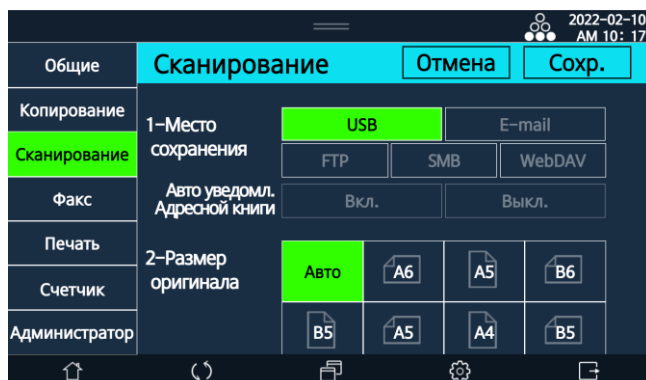 2022-02-10
AM 10: 17
Общие
Сканирование
Отмена
Сохр.
Копирование
Сканирование
Факс
Печать
Счетчик
Администратор
1-Место
сохранения
USB
E-mail
FTP
SMB
WebDAV
Авто уведомл.
Адресной книги
Вкл.
Выкл.
2-Размер
оригинала
Авто
A6
A5
B6
B5
A5
A4
B5